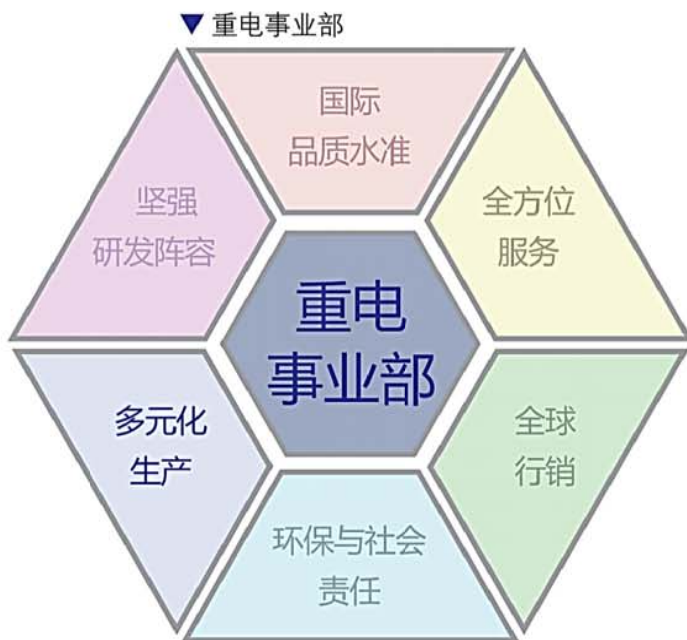 ▼ 重电事业部
国际
品质水准
坚强
研发阵容
全方位
服务
重电
事业部
多元化
生产
全球
行销
环保与社会
责任